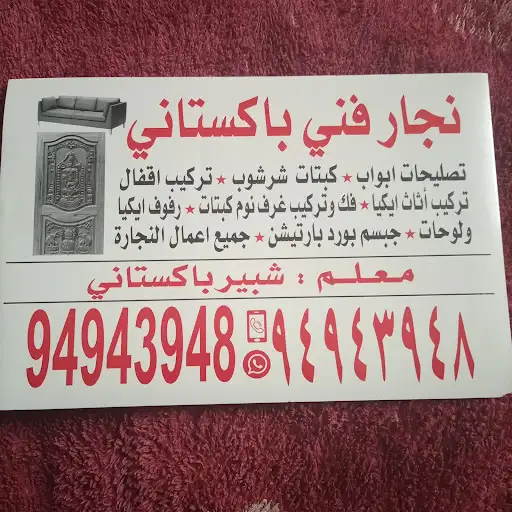 نجار فني باكستاني
تصليحات ابواب ★ كبتات شرشوب ★ تركيب اقفال
تركيب أثاث ايكيا ★ فك وتركيب غرف نوم كبتات ★ رفوف ايكيا
ولوحات ★ جبسم بورد بارتيشن ★ جميع اعمال النجارة
معلم : شبير باكستاني
94943948 ٩٤٩٤٣٩٤٨